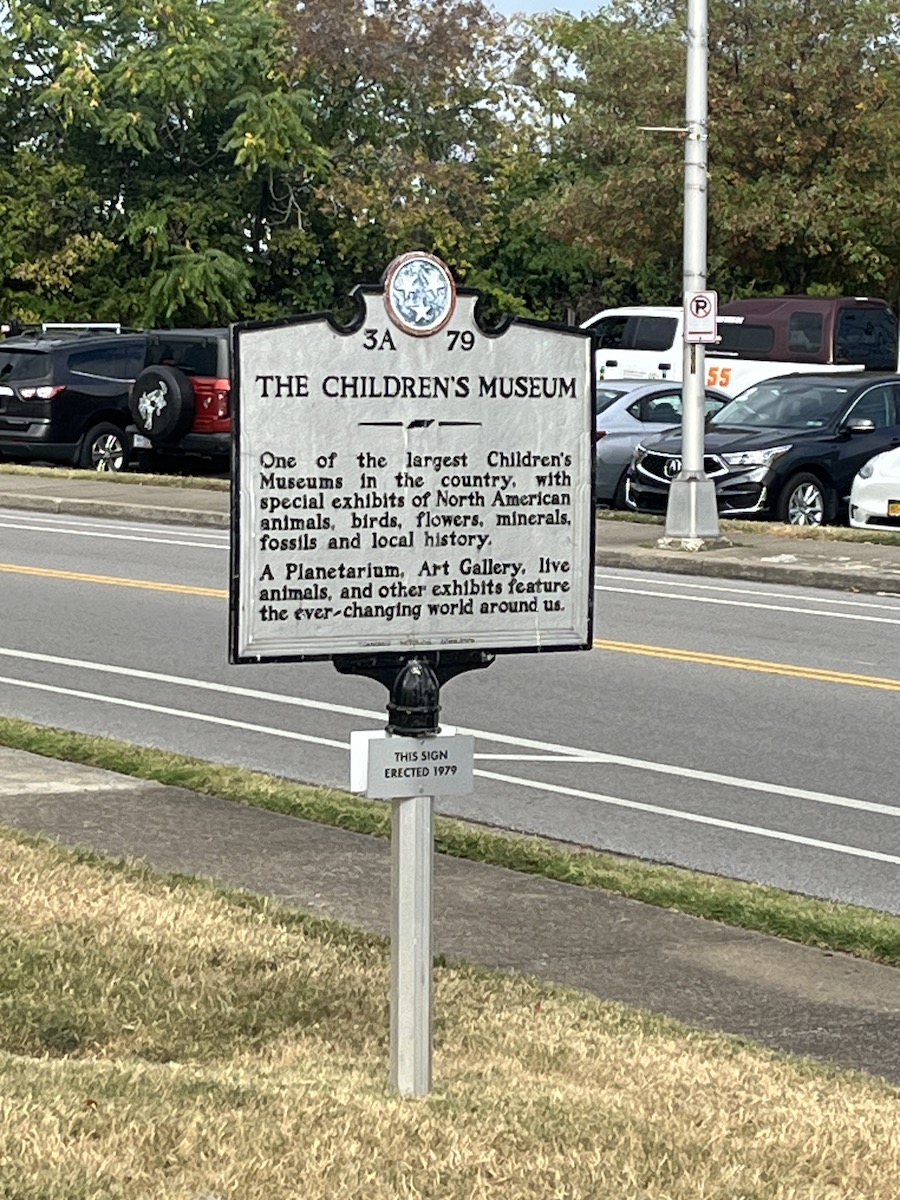 3A 79
THE CHILDREN'S MUSEUM
One of the largest Children's
Museums in the country, with
special exhibits of North American
animals, birds, flowers, minerals,
fossils and local history.
A Planetarium, Art Gallery, live
animals, and other exhibits feature
the ever-changing world around us.
THIS SIGN
ERECTED 1979
P
55